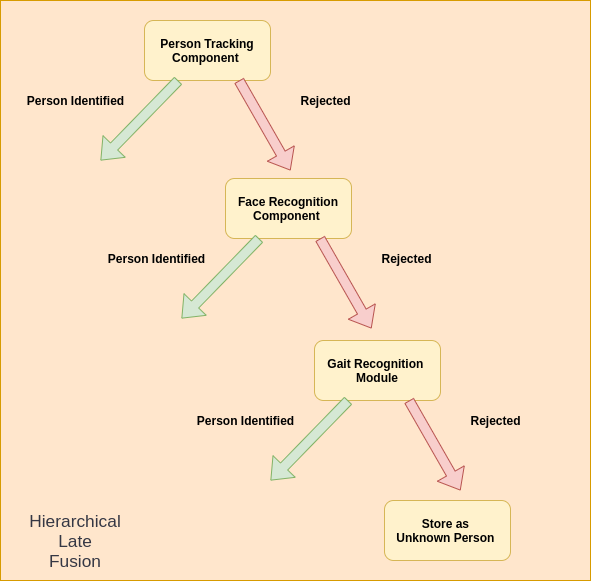 Person Tracking
Component
Person Identified
Rejected
Face Recognition
Component
Person Identified
Rejected
Gait Recognition
Module
Person Identified
Rejected
Store as
Unknown Person
Hierarchical
Late
Fusion